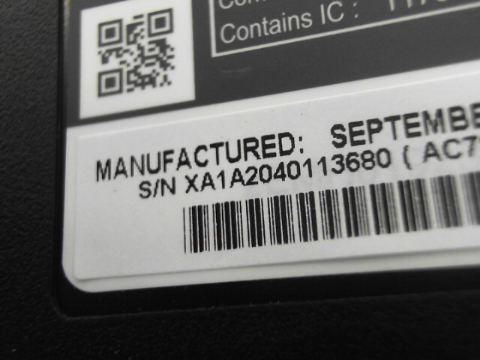 Contains IC :
MANUFACTURED: SEPTEMBE
S/N XA1A2040113680 ( AC7